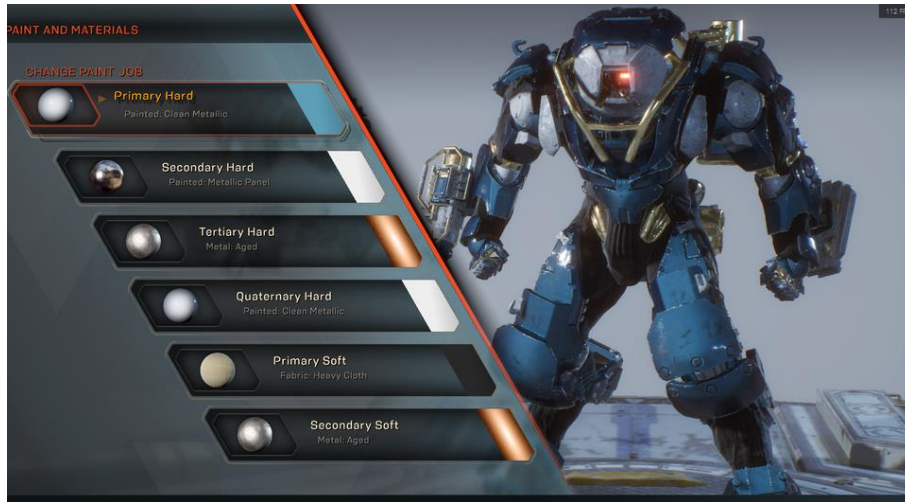 PAINT AND MATERIALS
CHANGE PAINT JOB
Primary Hard
Painted: Clean Metallic
Secondary Hard
Painted: Metallic Panel
Tertiary Hard
Metal: Aged
Quaternary Hard
Painted: Clean Metallic
Primary Soft
Fabric: Heavy Cloth
Secondary Soft
Metal: Aged
112